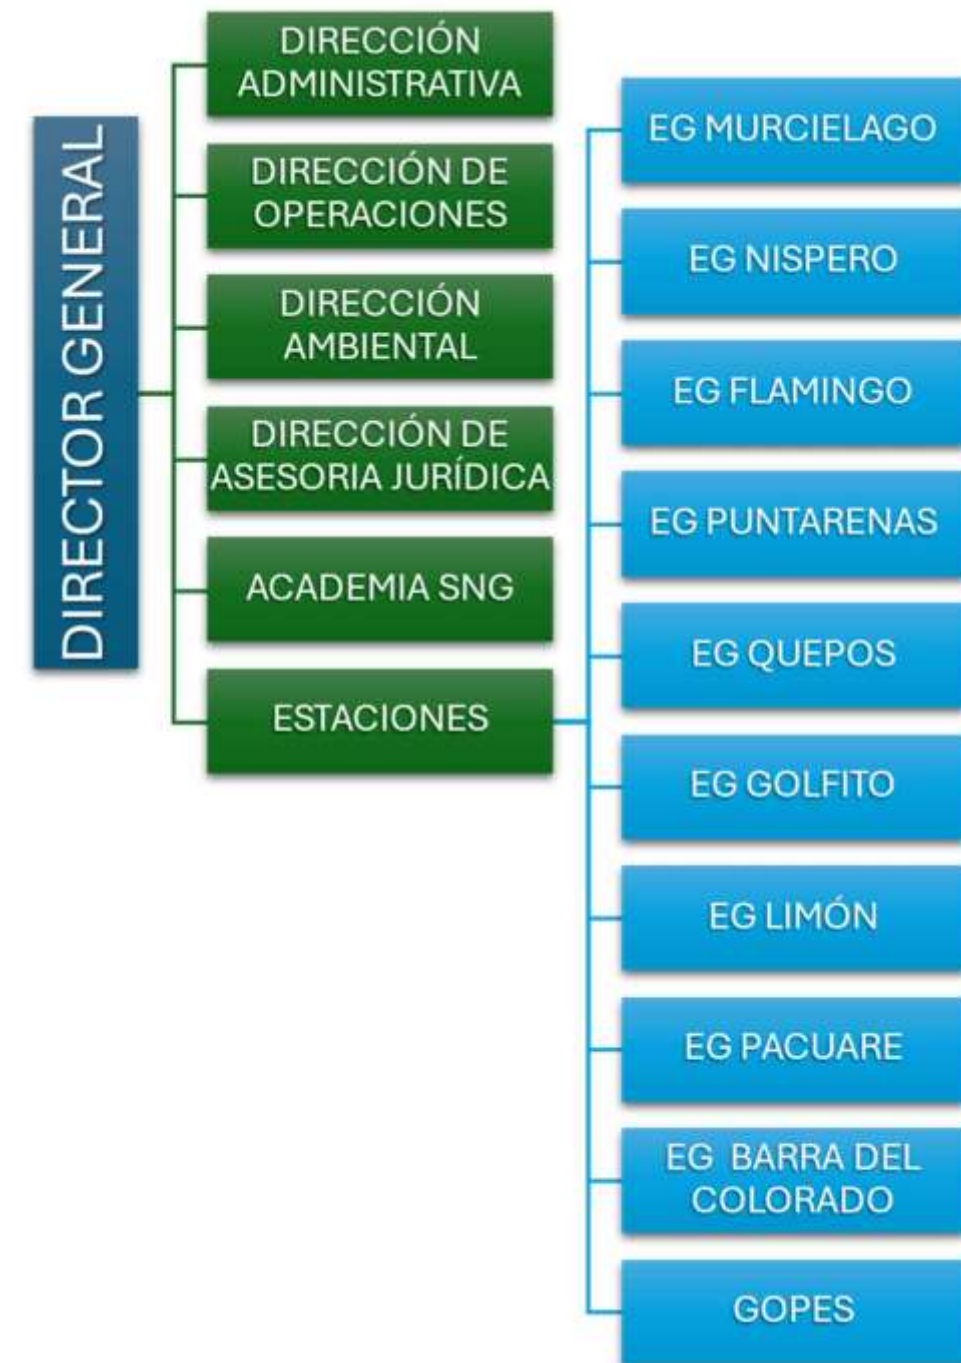 DIRECTOR GENERAL
DIRECCIÓN
ADMINISTRATIVA
DIRECCIÓN DE
OPERACIONES
DIRECCIÓN
AMBIENTAL
DIRECCIÓN DE
ASESORIA JURÍDICA
ACADEMIA SNG
ESTACIONES
EG MURCIELAGO
EG NISPERO
EG FLAMINGO
EG PUNTARENAS
EG QUEPOS
EG GOLFITO
EG LIMÓN
EG PACUARE
EG BARRA DEL
COLORADO
GOPES